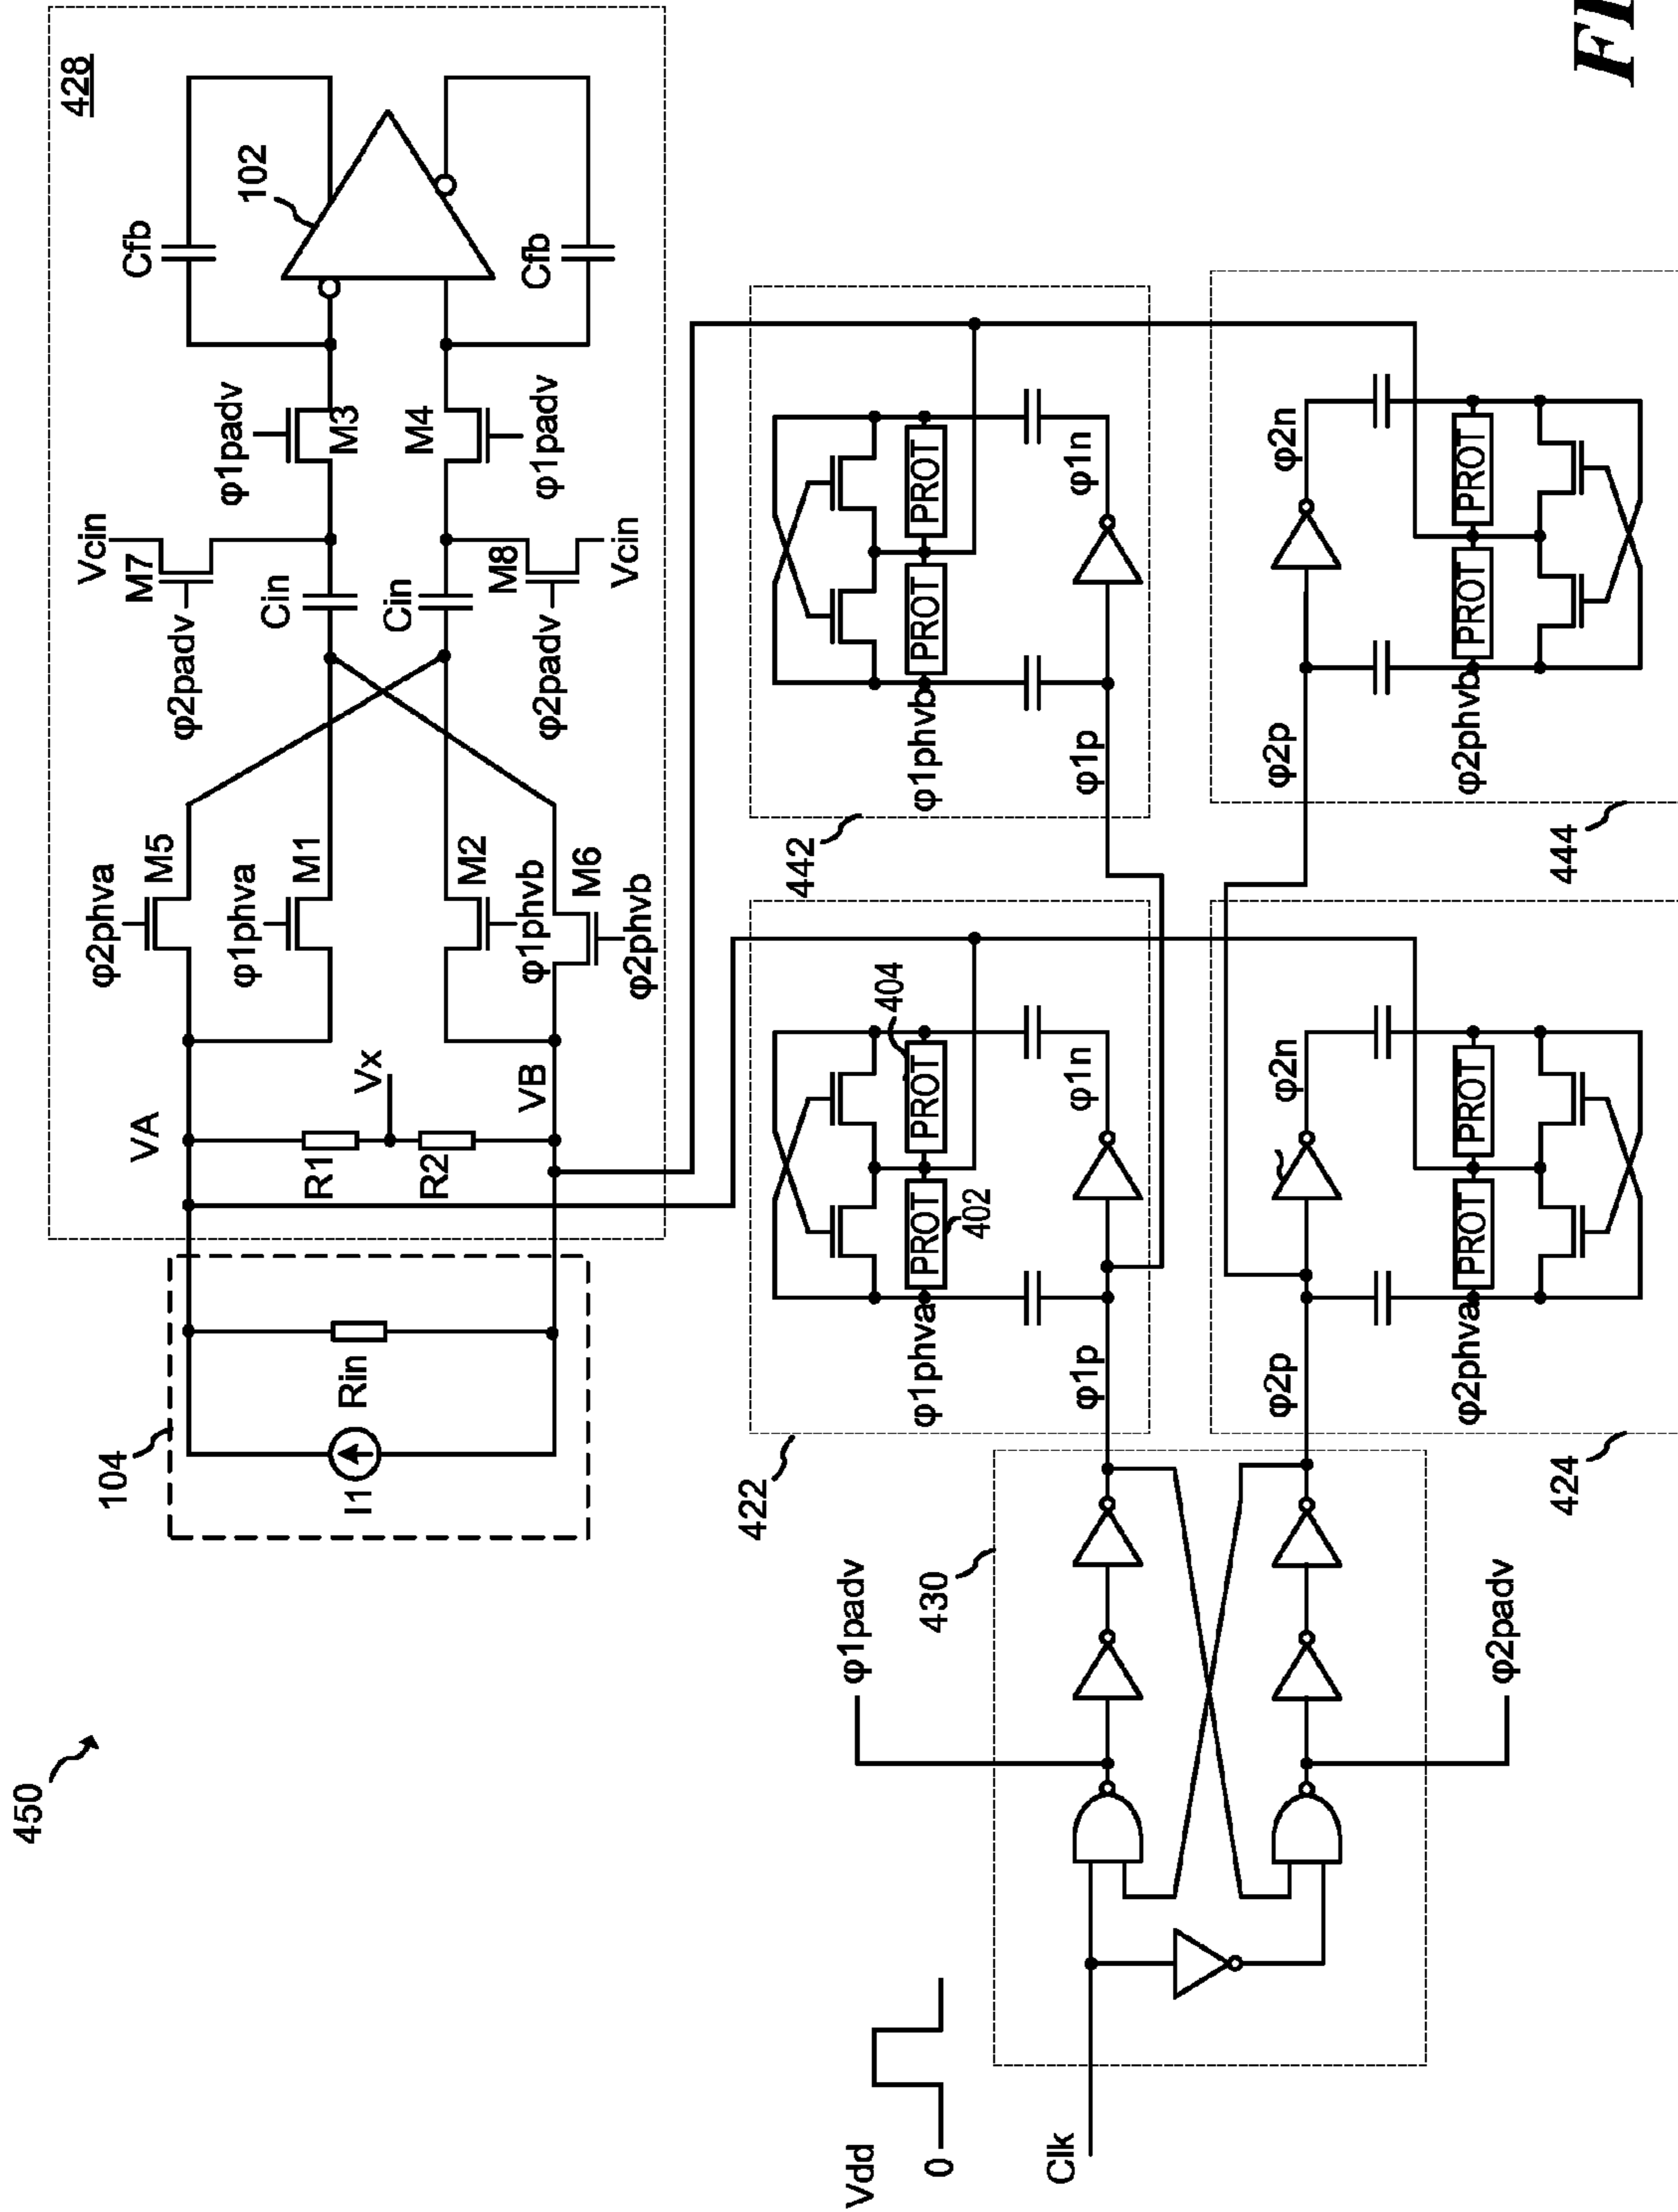 450
104
I1
Rin
VA
R1
Vx
R2
VB
φ2phva
M5
φ1phva
M1
M2
φ1phvb
M6
φ2phvb
Vcin
M7
φ2padv
Cin
Cin
φ2padv
M8
Vcin
φ1padv
M3
M4
φ1padv
Cfb
102
Cfb
428
422
φ1phva
PROT
402
PROT
404
φ1p
φ1n
442
φ1phvb
PROT
PROT
φ1p
φ1n
φ1padv
430
Vdd
0
Clk
φ2padv
φ2p
φ2n
φ2phva
PROT
PROT
424
φ2p
φ2n
φ2phvb
PROT
PROT
444